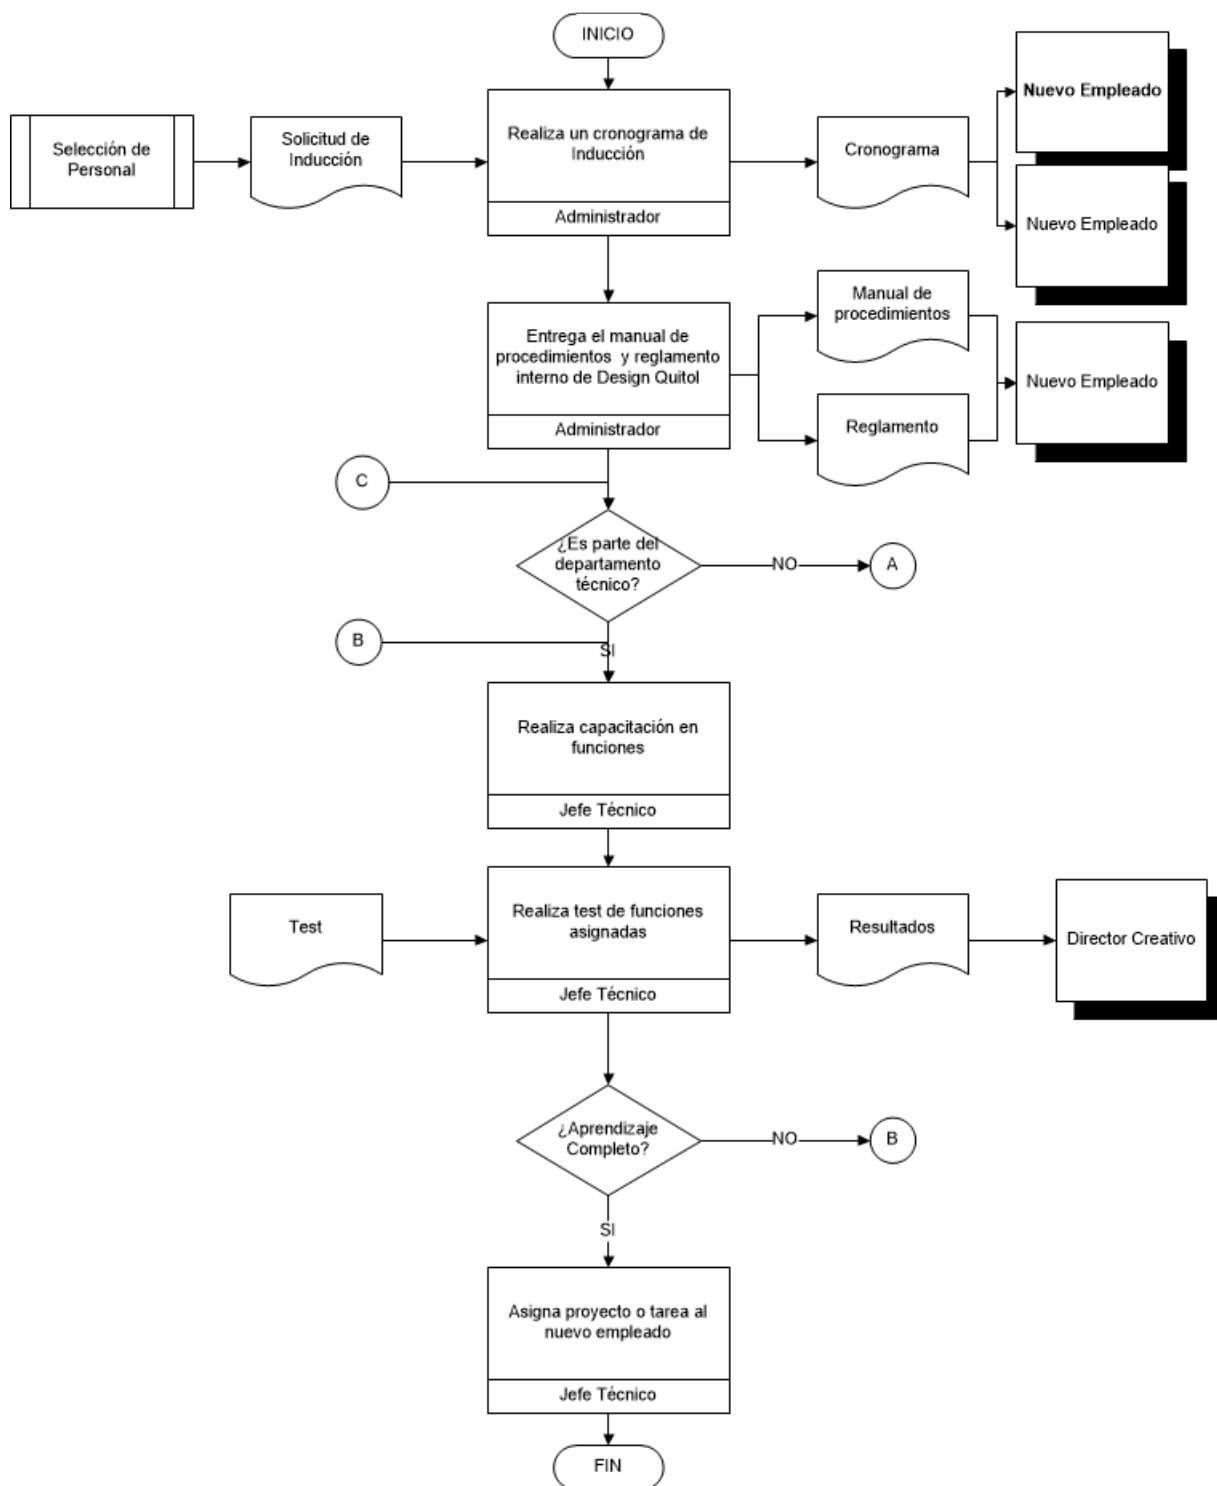 INICIO
Nuevo Empleado
Selección de
Personal
Solicitud de
Inducción
Realiza un cronograma de
Inducción
Administrador
Cronograma
Nuevo Empleado
Entrega el manual de
procedimientos y reglamento
interno de Design Quitol
Administrador
Manual de
procedimientos
Reglamento
Nuevo Empleado
C
¿Es parte del
departamento
técnico?
NO
A
B
SI
Realiza capacitación en
funciones
Jefe Técnico
Test
Realiza test de funciones
asignadas
Jefe Técnico
Resultados
Director Creativo
¿Aprendizaje
Completo?
NO
B
SI
Asigna proyecto o tarea al
nuevo empleado
Jefe Técnico
FIN